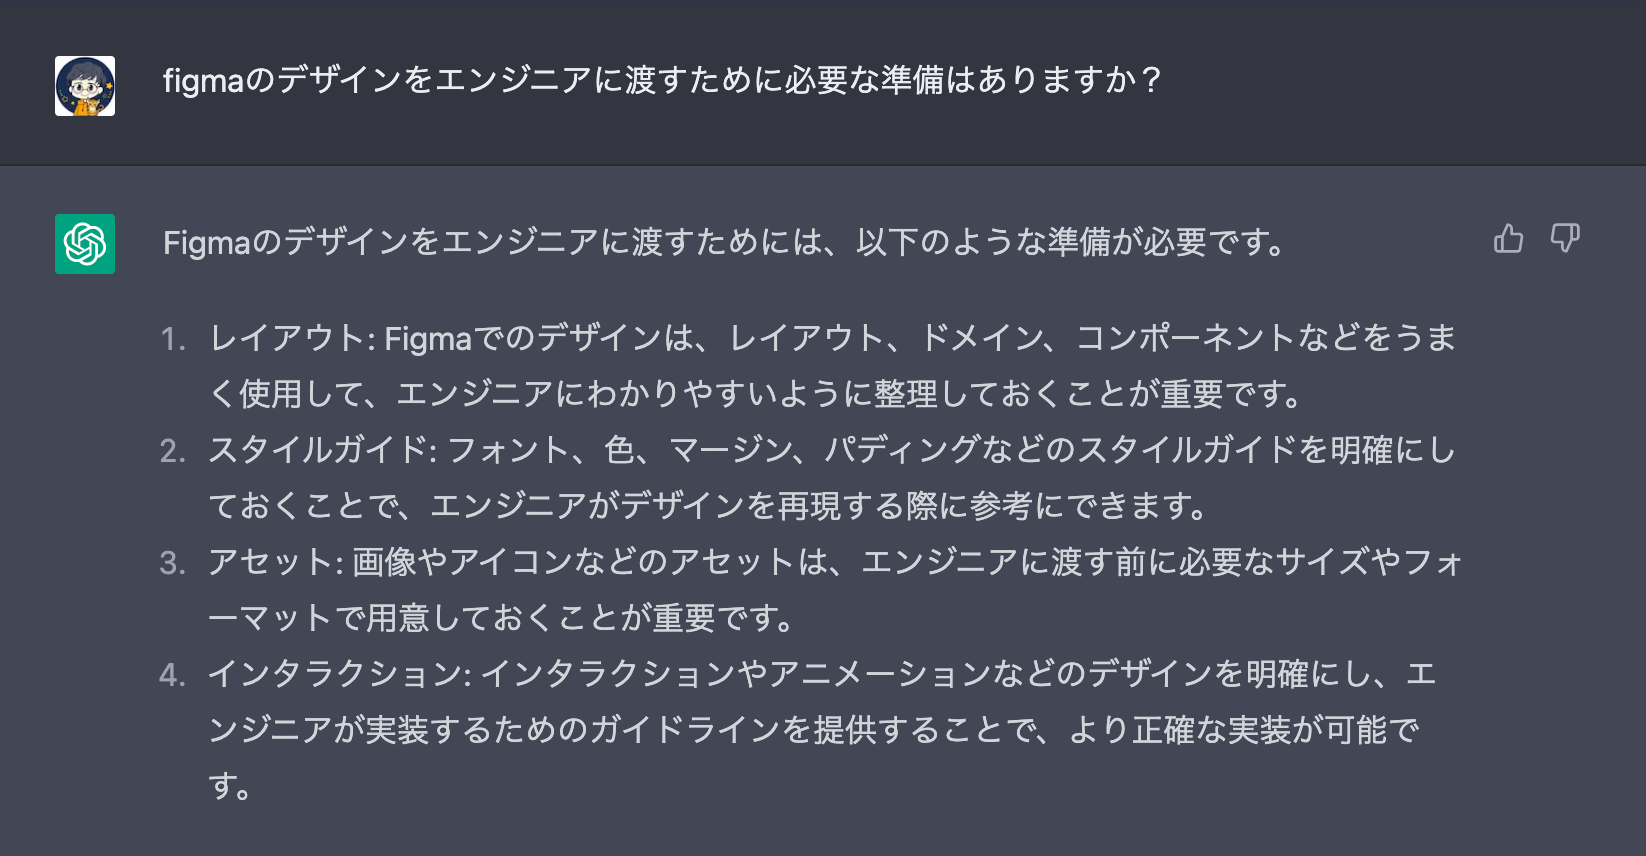 figmaのデザインをエンジニアに渡すために必要な準備はありますか？
Figmaのデザインをエンジニアに渡すためには、以下のような準備が必要です。
1. レイアウト: Figmaでのデザインは、レイアウト、ドメイン、コンポーネントなどをうま
く使用して、エンジニアにわかりやすいように整理しておくことが重要です。
2. スタイルガイド: フォント、色、マージン、パディングなどのスタイルガイドを明確にし
ておくことで、エンジニアがデザインを再現する際に参考にできます。
3. アセット: 画像やアイコンなどのアセットは、エンジニアに渡す前に必要なサイズやフォ
ーマットで用意しておくことが重要です。
4. インタラクション: インタラクションやアニメーションなどのデザインを明確にし、エ
ンジニアが実装するためのガイドラインを提供することで、より正確な実装が可能で
す。